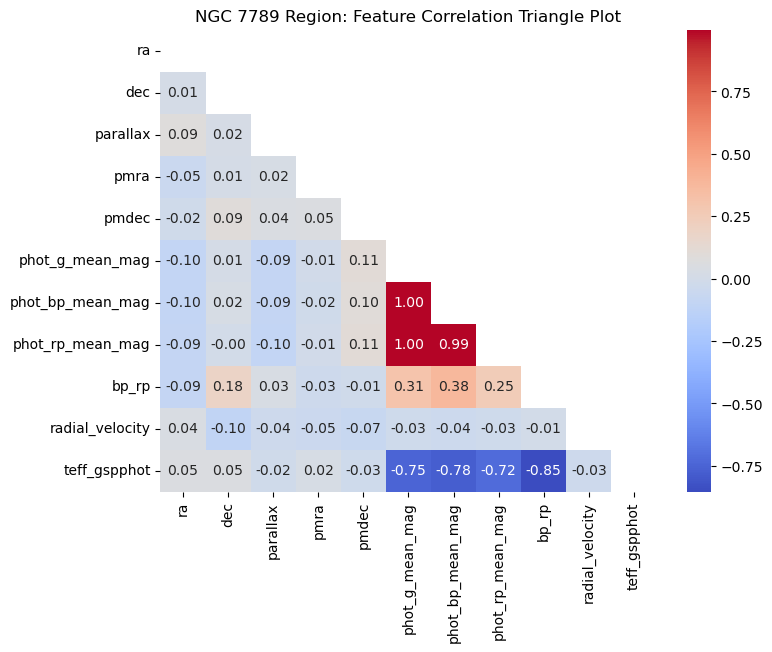 NGC 7789 Region: Feature Correlation Triangle Plot
ra
dec 0.01
parallax 0.09 0.02
pmra -0.05 0.01 0.02
pmdec -0.02 0.09 0.04 0.05
phot_g_mean_mag -0.10 0.01 -0.09 -0.01 0.11
phot_bp_mean_mag -0.10 0.02 -0.09 -0.02 0.10 1.00
phot_rp_mean_mag -0.09 -0.00 -0.10 -0.01 0.11 1.00 0.99
bp_rp -0.09 0.18 0.03 -0.03 -0.01 0.31 0.38 0.25
radial_velocity 0.04 -0.10 -0.04 -0.05 -0.07 -0.03 -0.04 -0.03 -0.01
teff_gspphot 0.05 0.05 -0.02 0.02 -0.03 -0.75 -0.78 -0.72 -0.85 -0.03
ra dec parallax pmra pmdec phot_g_mean_mag phot_bp_mean_mag phot_rp_mean_mag bp_rp radial_velocity teff_gspphot
0.75
0.50
0.25
0.00
−0.25
−0.50
−0.75